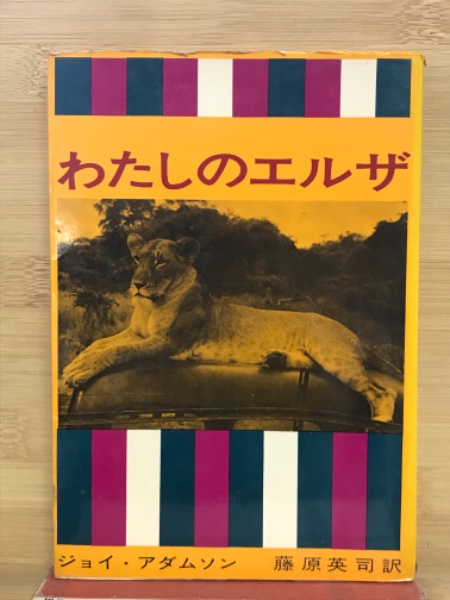 わたしのエルザ
ジョイ・アダムソン 藤原英司訳